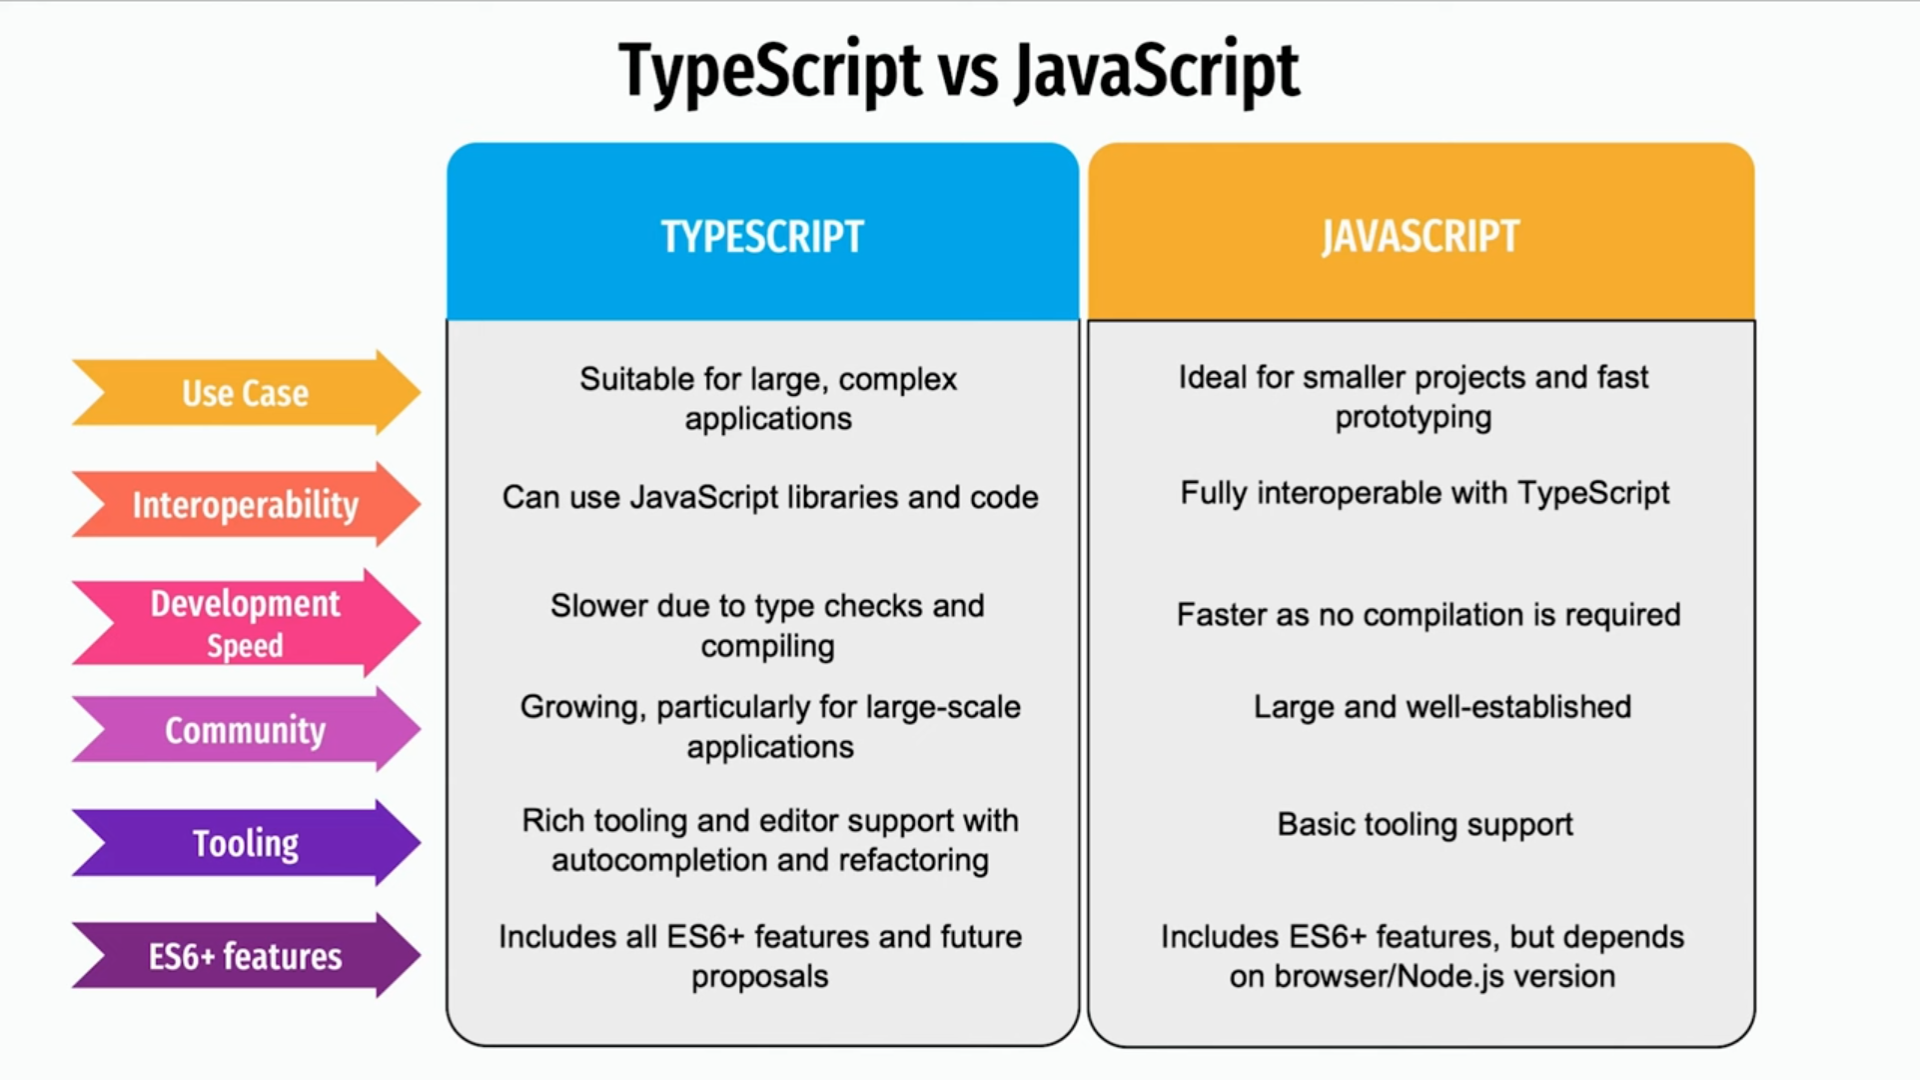 TypeScript vs JavaScript
TYPESCRIPT
JAVASCRIPT
Use Case
Suitable for large, complex
applications
Ideal for smaller projects and fast
prototyping
Interoperability
Can use JavaScript libraries and code
Fully interoperable with TypeScript
Development
Speed
Slower due to type checks and
compiling
Faster as no compilation is required
Community
Growing, particularly for large-scale
applications
Large and well-established
Tooling
Rich tooling and editor support with
autocompletion and refactoring
Basic tooling support
ES6+ features
Includes all ES6+ features and future
proposals
Includes ES6+ features, but depends
on browser/Node.js version